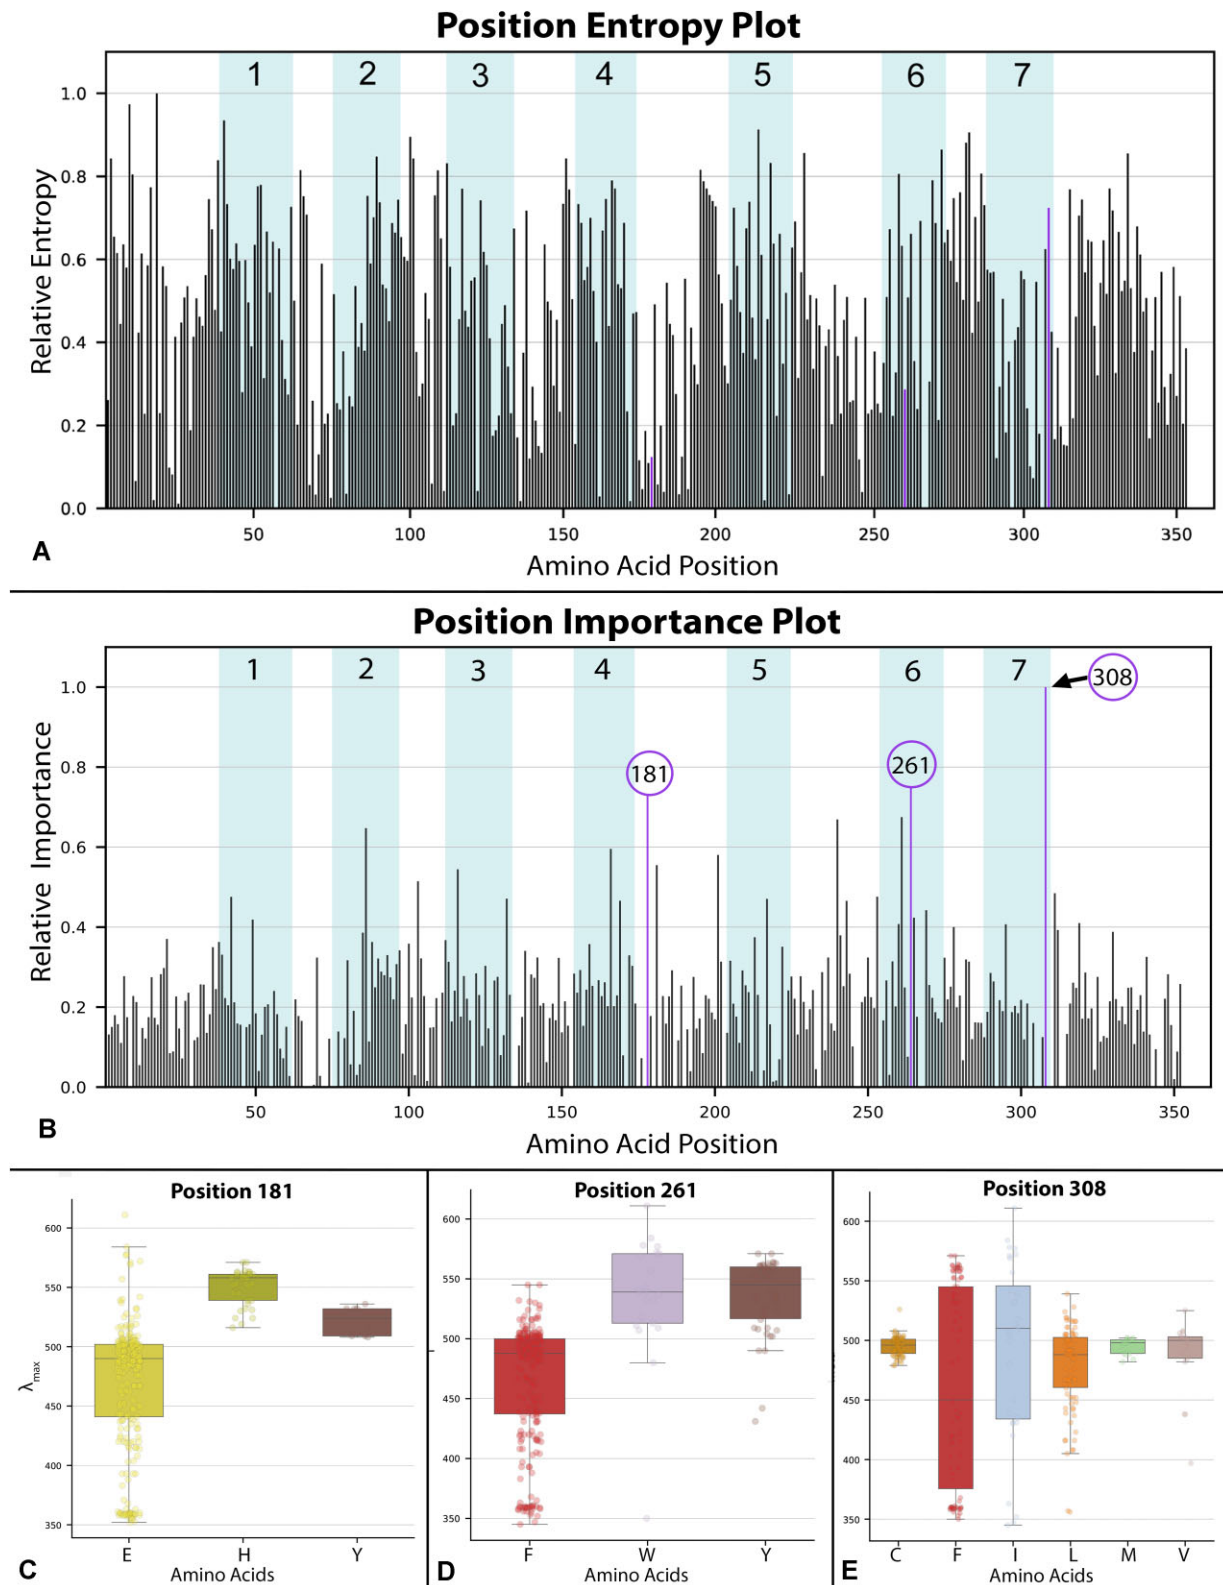 Position Entropy Plot
1 2 3 4 5 6 7
1.0
0.8
0.6
0.4
0.2
0.0
Relative Entropy
50 100 150 200 250 300 350
A
Amino Acid Position
Position Importance Plot
1 2 3 4 5 6 7
308
181
261
1.0
0.8
0.6
0.4
0.2
0.0
Relative Importance
50 100 150 200 250 300 350
B
Amino Acid Position
Position 181
600
550
500
450
400
350
λmax
E H Y
C
Amino Acids
Position 261
600
550
500
450
400
350
F W Y
D
Amino Acids
Position 308
600
550
500
450
400
350
C F I L M V
E
Amino Acids